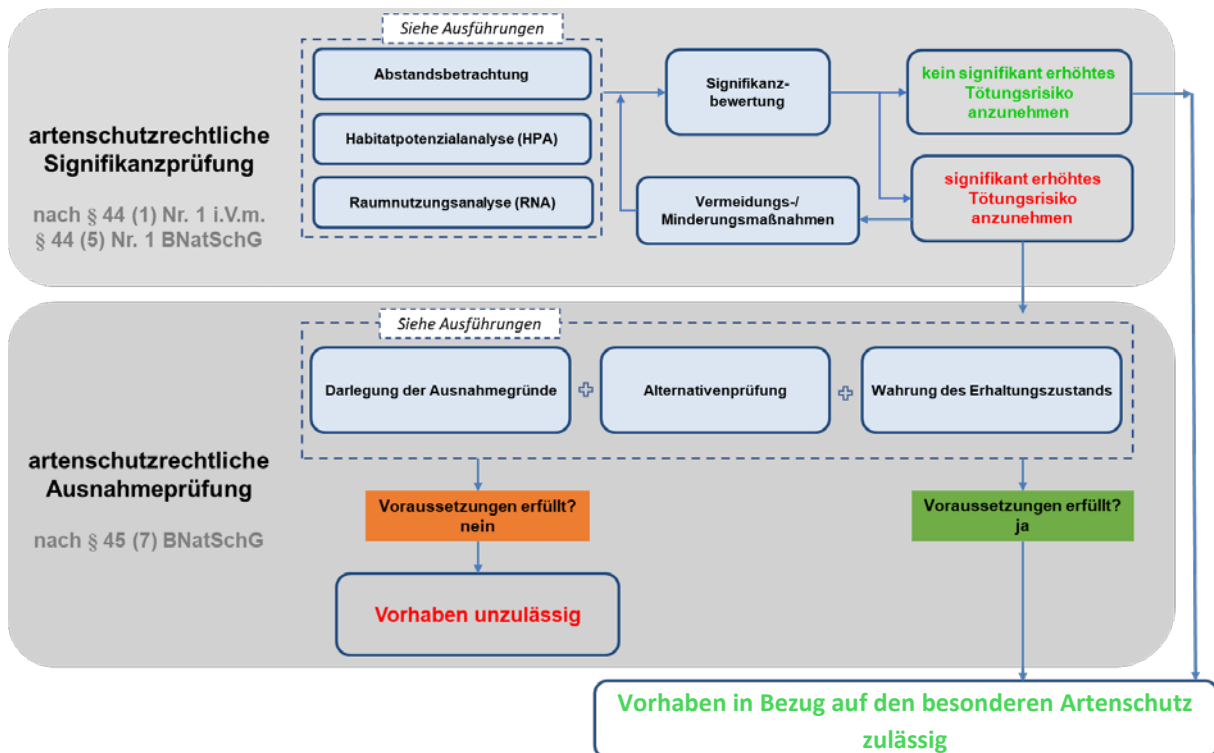 Siehe Ausführungen
Abstandsbetrachtung
Habitatpotenzialanalyse (HPA)
Raumnutzungsanalyse (RNA)
artenschutzrechtliche
Signifikanzprüfung
nach § 44 (1) Nr. 1 i.V.m.
§ 44 (5) Nr. 1 BNatSchG
Signifikanz-
bewertung
Vermeidungs-/
Minderungsmaßnahmen
kein signifikant erhöhtes
Tötungsrisiko
anzunehmen
signifikant erhöhtes
Tötungsrisiko
anzunehmen
Siehe Ausführungen
Darlegung der Ausnahmegründe
Alternativenprüfung
Wahrung des Erhaltungszustands
artenschutzrechtliche
Ausnahmeprüfung
nach § 45 (7) BNatSchG
Voraussetzungen erfüllt?
nein
Voraussetzungen erfüllt?
ja
Vorhaben unzulässig
Vorhaben in Bezug auf den besonderen Artenschutz
zulässig